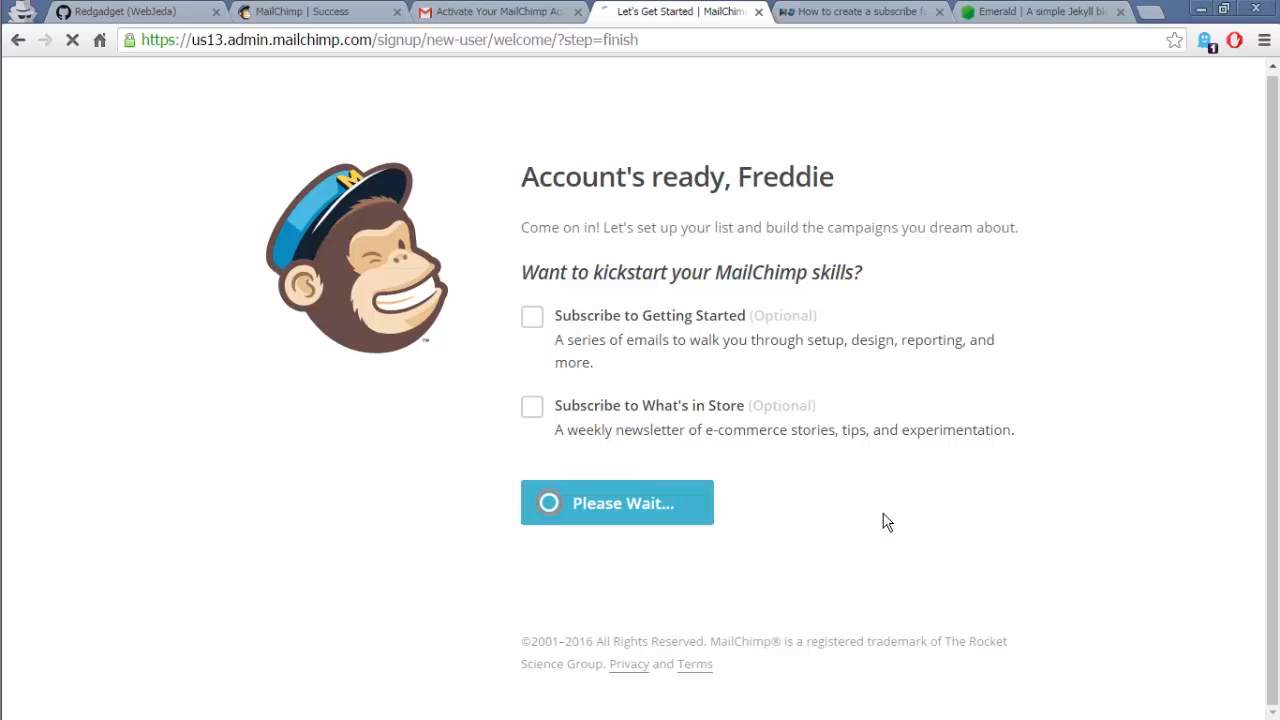 Redgadget (WebJeda)
MailChimp | Success
Activate Your MailChimp Ac
Let's Get Started | MailChim
How to create a subscribe f
Emerald | A simple Jekyll bl
https://us13.admin.mailchimp.com/signup/new-user/welcome/?step=finish
1
M
Account's ready, Freddie
Come on in! Let's set up your list and build the campaigns you dream about.
Want to kickstart your MailChimp skills?
Subscribe to Getting Started (Optional)
A series of emails to walk you through setup, design, reporting, and
more.
Subscribe to What's in Store (Optional)
A weekly newsletter of e-commerce stories, tips, and experimentation.
Please Wait...
™
©2001–2016 All Rights Reserved. MailChimp® is a registered trademark of The Rocket
Science Group. Privacy and Terms